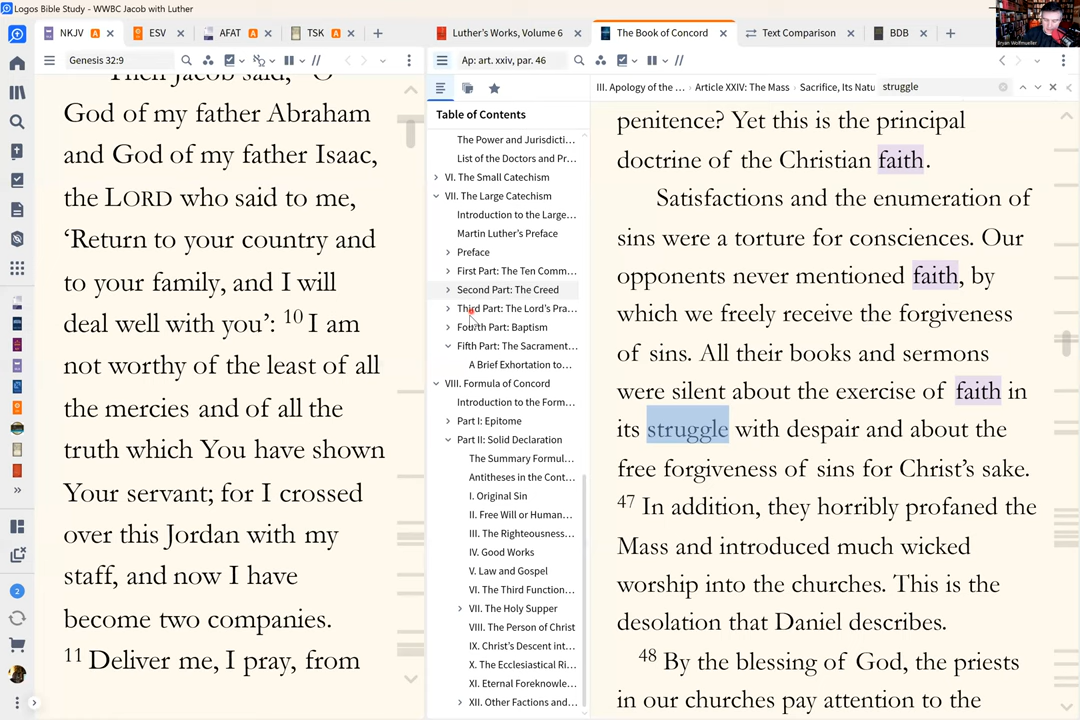 Logos Bible Study - WWBC Jacob with Luther
NKJV A
ESV
AFAT A
TSK A
Genesis 32:9
Then Jacob said, “O
God of my father Abraham
and God of my father Isaac,
the LORD who said to me,
‘Return to your country and
to your family, and I will
deal well with you’: 10 I am
not worthy of the least of all
the mercies and of all the
truth which You have shown
Your servant; for I crossed
over this Jordan with my
staff, and now I have
become two companies.
11 Deliver me, I pray, from
2
Luther’s Works, Volume 6
The Book of Concord
Text Comparison
BDB
Bryan Wolfmueller
Ap: art. xxiv, par. 46
Table of Contents
The Power and Jurisdicti…
List of the Doctors and Pr…
VI. The Small Catechism
VII. The Large Catechism
Introduction to the Large…
Martin Luther’s Preface
Preface
First Part: The Ten Comm…
Second Part: The Creed
Third Part: The Lord’s Pra…
Fourth Part: Baptism
Fifth Part: The Sacrament…
A Brief Exhortation to…
VIII. Formula of Concord
Introduction to the Form…
Part I: Epitome
Part II: Solid Declaration
The Summary Formul…
Antitheses in the Cont…
I. Original Sin
II. Free Will or Human…
III. The Righteousness…
IV. Good Works
V. Law and Gospel
VI. The Third Function…
VII. The Holy Supper
VIII. The Person of Christ
IX. Christ’s Descent int…
X. The Ecclesiastical Ri…
XI. Eternal Foreknowle…
XII. Other Factions and…
III. Apology of the … › Article XXIV: The Mass › Sacrifice, Its Natu
struggle
penitence? Yet this is the principal
doctrine of the Christian faith.
Satisfactions and the enumeration of
sins were a torture for consciences. Our
opponents never mentioned faith, by
which we freely receive the forgiveness
of sins. All their books and sermons
were silent about the exercise of faith in
its struggle with despair and about the
free forgiveness of sins for Christ’s sake.
47 In addition, they horribly profaned the
Mass and introduced much wicked
worship into the churches. This is the
desolation that Daniel describes.
48 By the blessing of God, the priests
in our churches pay attention to the